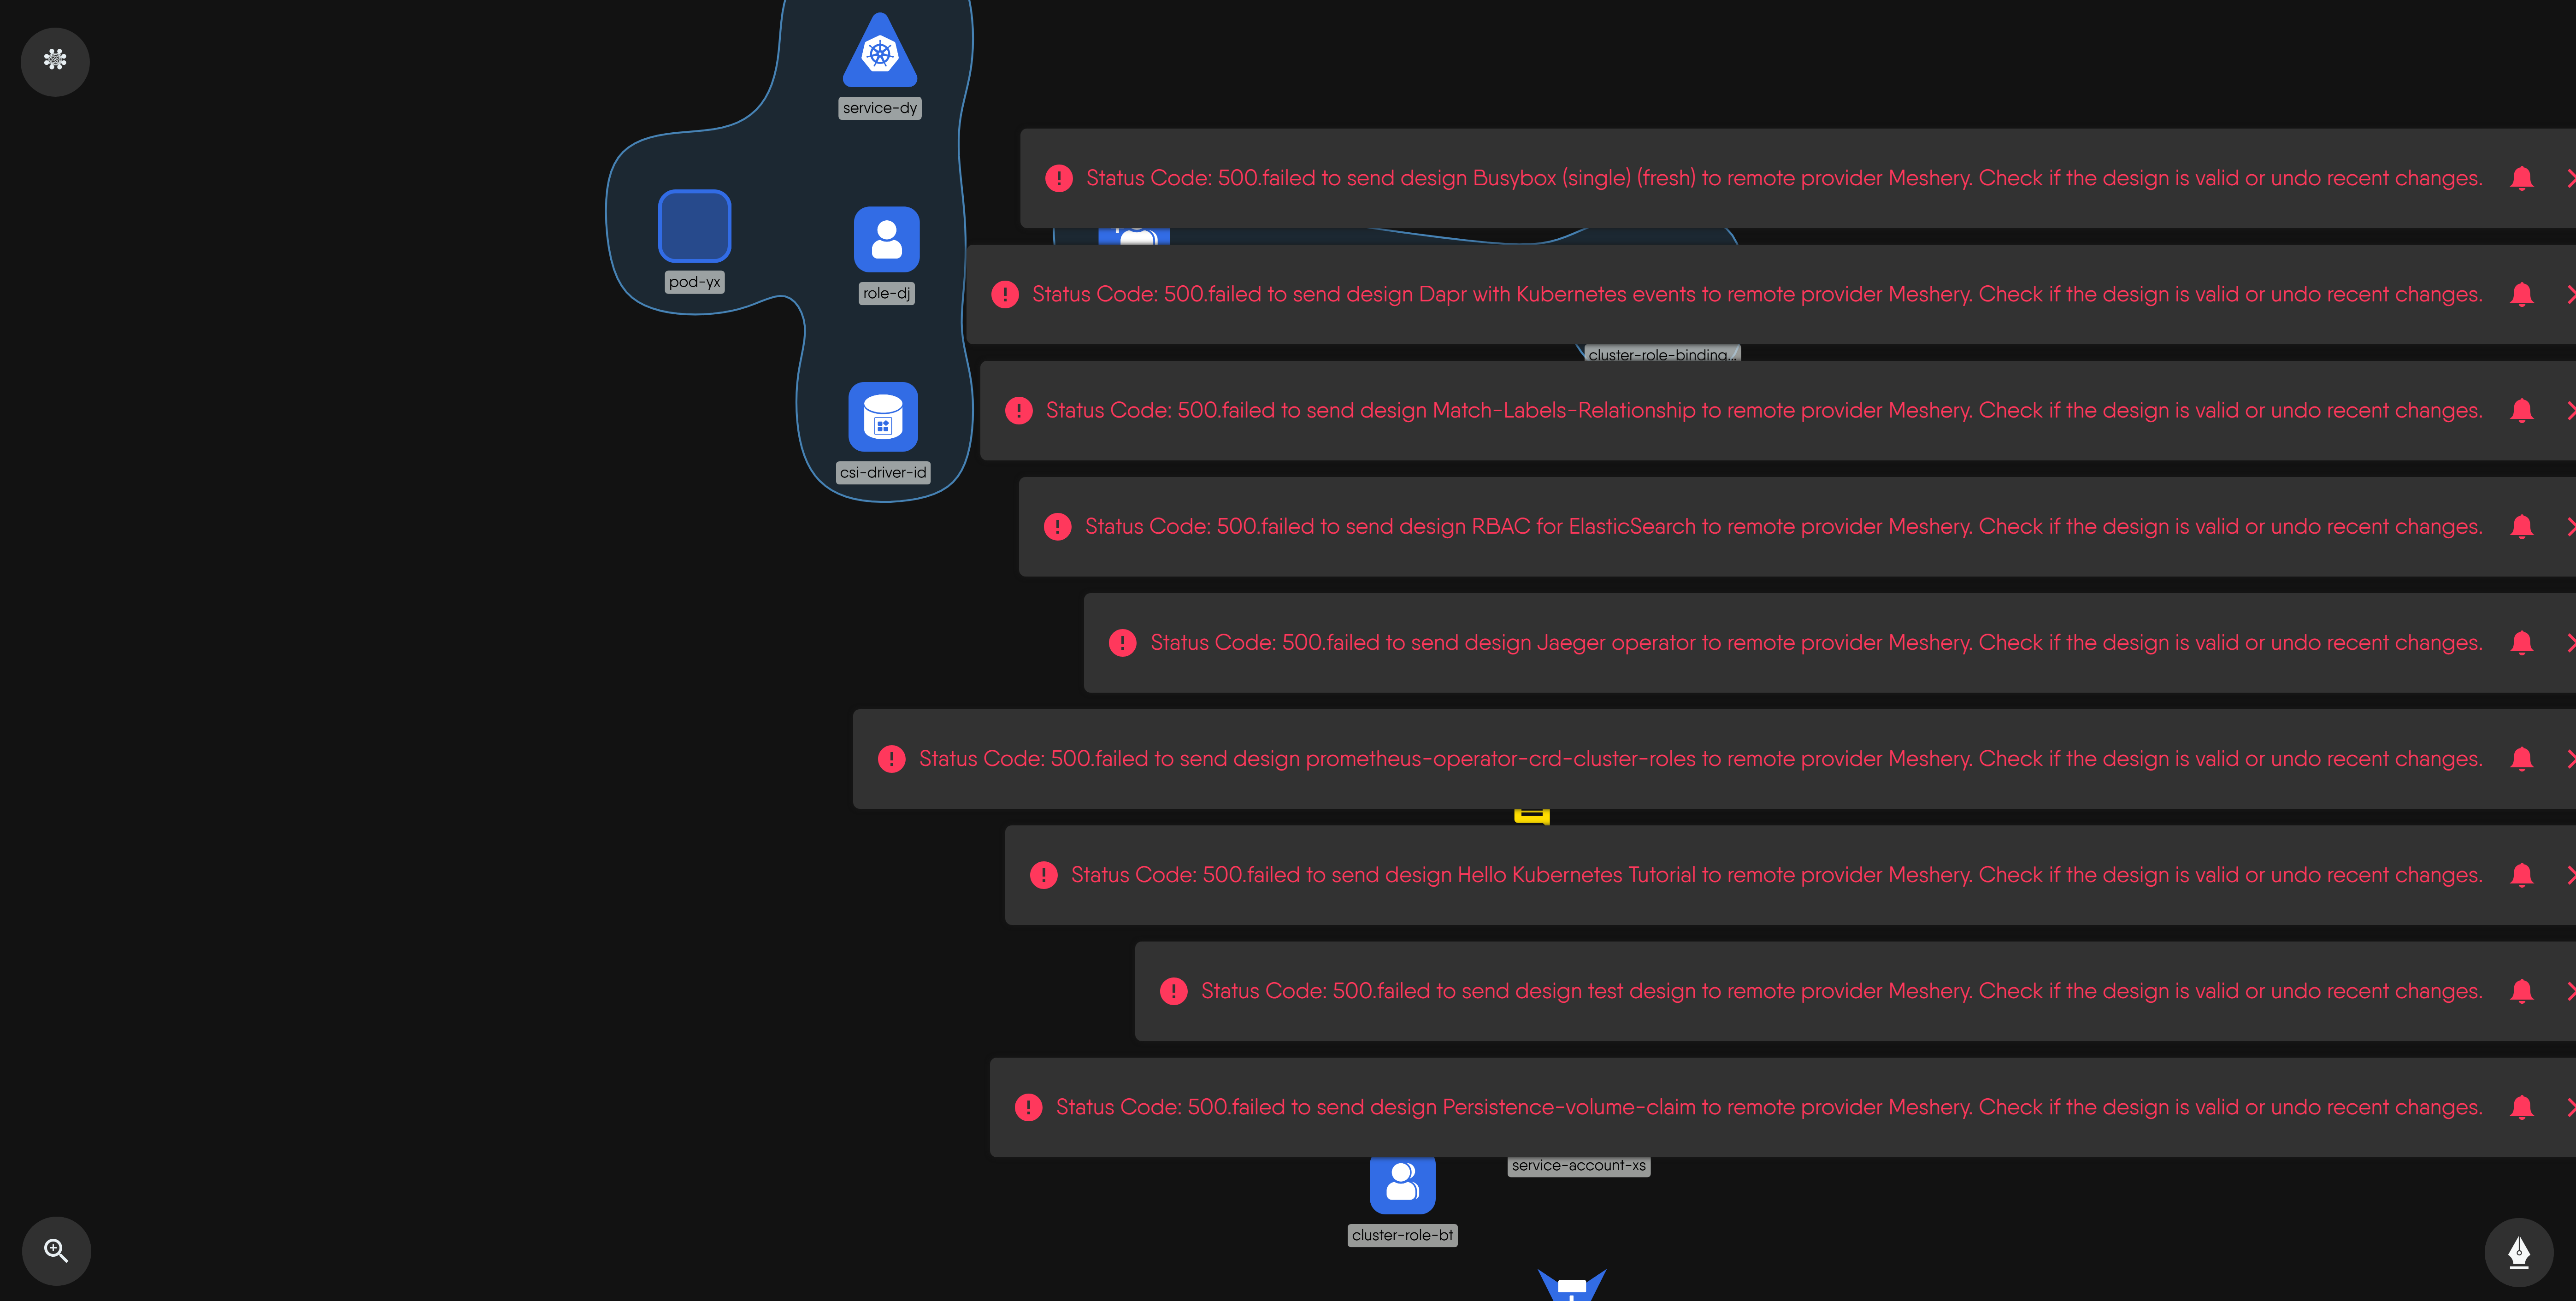 service-dy
Status Code: 500.failed to send design Busybox (single) (fresh) to remote provider Meshery. Check if the design is valid or undo recent changes.
pod-yx
role-dj
Status Code: 500.failed to send design Dapr with Kubernetes events to remote provider Meshery. Check if the design is valid or undo recent changes.
cluster-role-binding...
Status Code: 500.failed to send design Match-Labels-Relationship to remote provider Meshery. Check if the design is valid or undo recent changes.
csi-driver-id
Status Code: 500.failed to send design RBAC for ElasticSearch to remote provider Meshery. Check if the design is valid or undo recent changes.
Status Code: 500.failed to send design Jaeger operator to remote provider Meshery. Check if the design is valid or undo recent changes.
Status Code: 500.failed to send design prometheus-operator-crd-cluster-roles to remote provider Meshery. Check if the design is valid or undo recent changes.
Status Code: 500.failed to send design Hello Kubernetes Tutorial to remote provider Meshery. Check if the design is valid or undo recent changes.
Status Code: 500.failed to send design test design to remote provider Meshery. Check if the design is valid or undo recent changes.
Status Code: 500.failed to send design Persistence-volume-claim to remote provider Meshery. Check if the design is valid or undo recent changes.
service-account-xs
cluster-role-bt